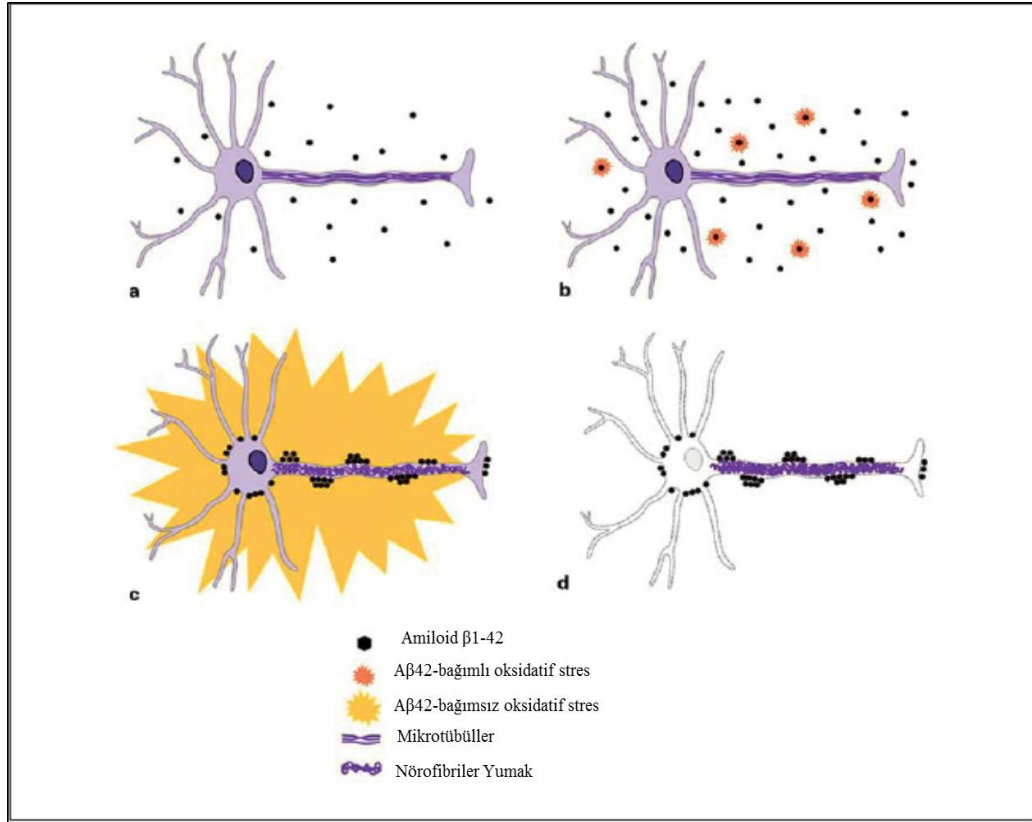 a
b
c
d
Amiloid β1-42
Aβ42-bağımlı oksidatif stres
Aβ42-bağımsız oksidatif stres
Mikrotübüller
Nörofibriler Yumak